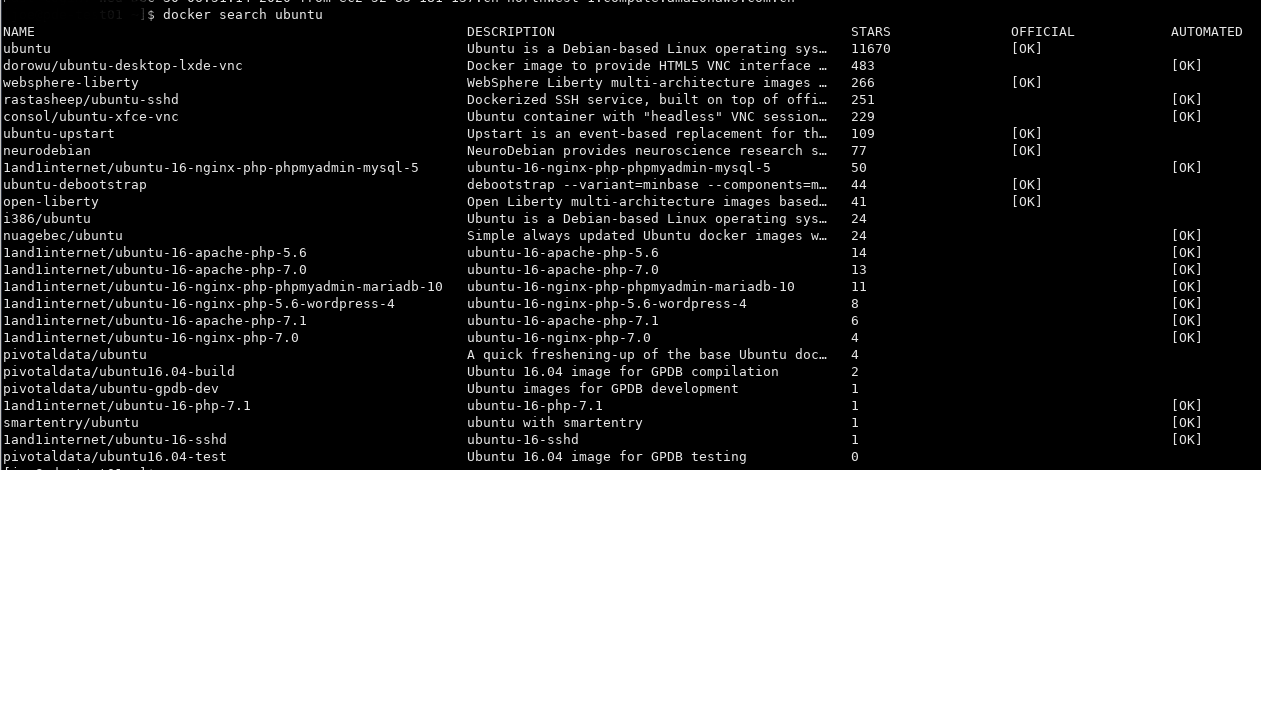 ]$ docker search ubuntu
NAME DESCRIPTION STARS OFFICIAL AUTOMATED
ubuntu Ubuntu is a Debian-based Linux operating sys… 11670 [OK]
dorowu/ubuntu-desktop-lxde-vnc Docker image to provide HTML5 VNC interface … 483 [OK]
websphere-liberty WebSphere Liberty multi-architecture images … 266 [OK]
rastasheep/ubuntu-sshd Dockerized SSH service, built on top of offi… 251 [OK]
consol/ubuntu-xfce-vnc Ubuntu container with "headless" VNC session… 229 [OK]
ubuntu-upstart Upstart is an event-based replacement for th… 109 [OK]
neurodebian NeuroDebian provides neuroscience research s… 77 [OK]
1and1internet/ubuntu-16-nginx-php-phpmyadmin-mysql-5 ubuntu-16-nginx-php-phpmyadmin-mysql-5 50 [OK]
ubuntu-debootstrap debootstrap --variant=minbase --components=m… 44 [OK]
open-liberty Open Liberty multi-architecture images based… 41 [OK]
i386/ubuntu Ubuntu is a Debian-based Linux operating sys… 24
nuagebec/ubuntu Simple always updated Ubuntu docker images w… 24 [OK]
1and1internet/ubuntu-16-apache-php-5.6 ubuntu-16-apache-php-5.6 14 [OK]
1and1internet/ubuntu-16-apache-php-7.0 ubuntu-16-apache-php-7.0 13 [OK]
1and1internet/ubuntu-16-nginx-php-phpmyadmin-mariadb-10 ubuntu-16-nginx-php-phpmyadmin-mariadb-10 11 [OK]
1and1internet/ubuntu-16-nginx-php-5.6-wordpress-4 ubuntu-16-nginx-php-5.6-wordpress-4 8 [OK]
1and1internet/ubuntu-16-apache-php-7.1 ubuntu-16-apache-php-7.1 6 [OK]
1and1internet/ubuntu-16-nginx-php-7.0 ubuntu-16-nginx-php-7.0 4 [OK]
pivotaldata/ubuntu A quick freshening-up of the base Ubuntu doc… 4
pivotaldata/ubuntu16.04-build Ubuntu 16.04 image for GPDB compilation 2
pivotaldata/ubuntu-gpdb-dev Ubuntu images for GPDB development 1
1and1internet/ubuntu-16-php-7.1 ubuntu-16-php-7.1 1 [OK]
smartentry/ubuntu ubuntu with smartentry 1 [OK]
1and1internet/ubuntu-16-sshd ubuntu-16-sshd 1 [OK]
pivotaldata/ubuntu16.04-test Ubuntu 16.04 image for GPDB testing 0